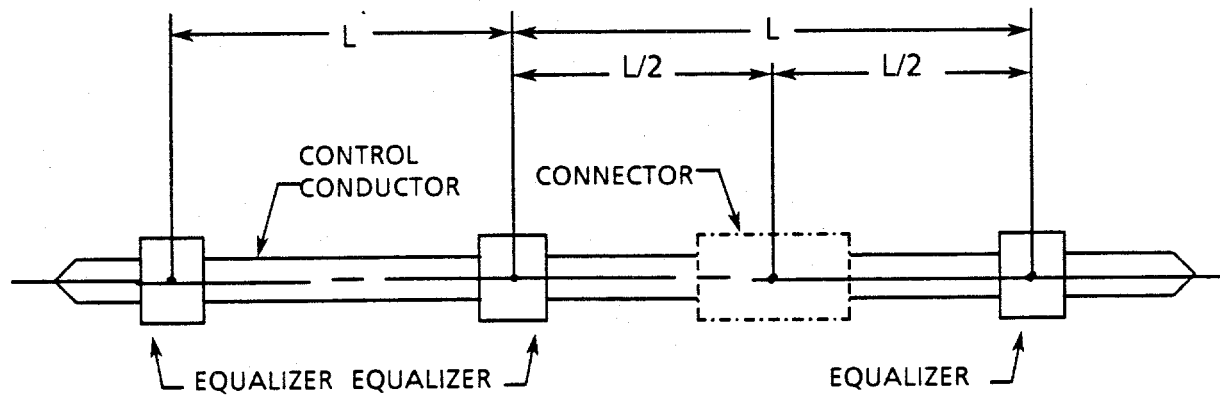 L L
L/2 L/2
CONTROL
CONDUCTOR
CONNECTOR
EQUALIZER EQUALIZER EQUALIZER